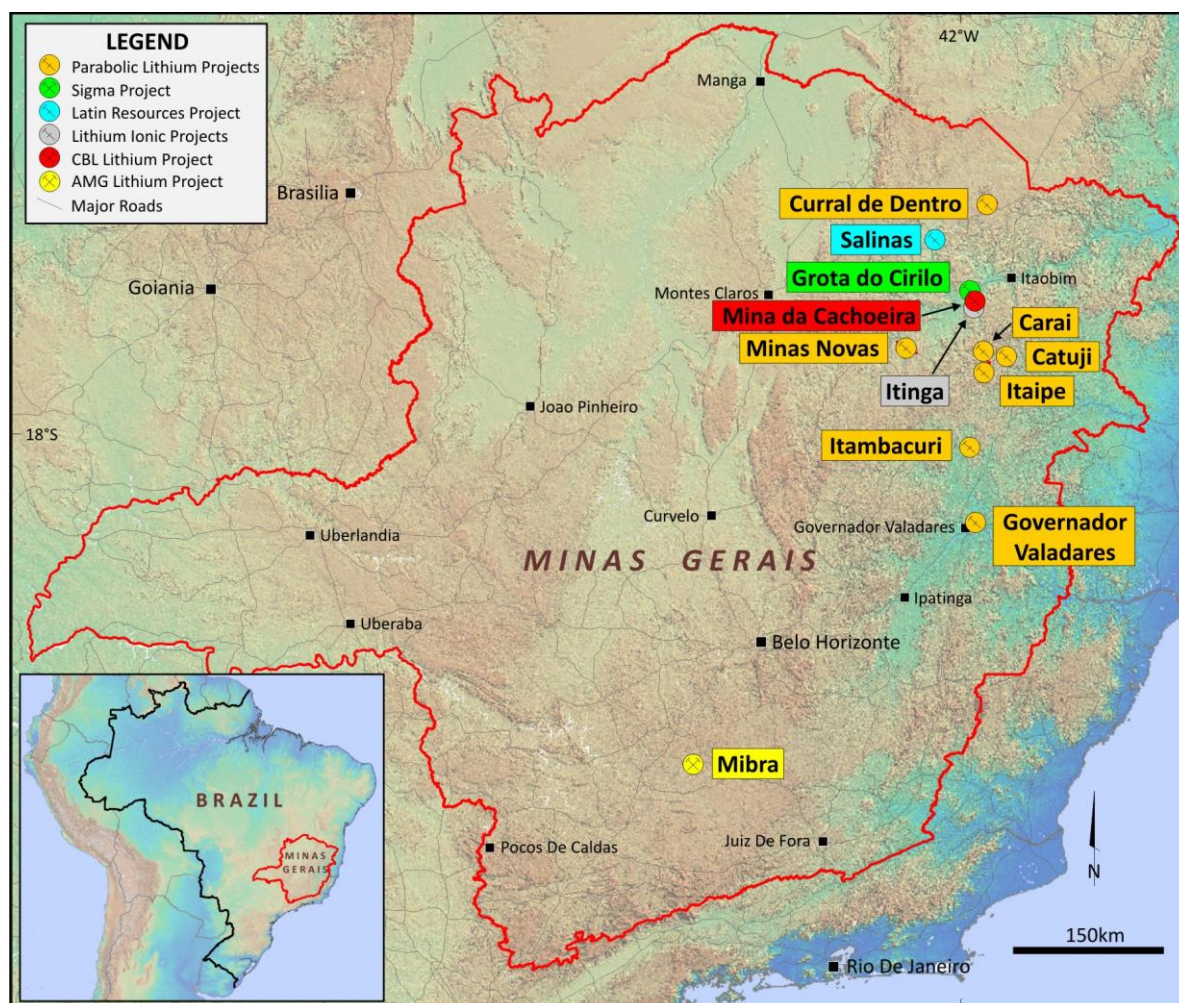 LEGEND
Parabolic Lithium Projects
Sigma Project
Latin Resources Project
Lithium Ionic Projects
CBL Lithium Project
AMG Lithium Project
Major Roads
42°W
Manga
Brasilia
Curral de Dentro
Salinas
Goiania
Grota do Cirilo
Itaobim
Montes Claros
Mina da Cachoeira
Carai
Minas Novas
Catuji
Itinga
Itaipe
Joao Pinheiro
18°S
Itambacuri
Curvelo
Governador Valadares
Governador
Valadares
Uberlandia
MINAS GERAIS
Ipatinga
Uberaba
Belo Horizonte
Mibra
BRAZIL
MINAS
GERAIS
Pocos De Caldas
Juiz De Fora
N
150km
Rio De Janeiro